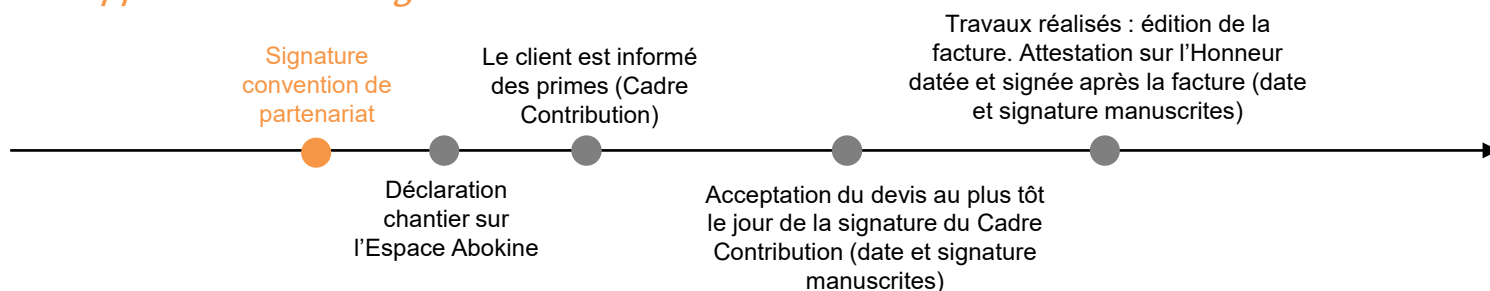 Signature
convention de
partenariat
Déclaration
chantier sur
l’Espace Abokine
Le client est informé
des primes (Cadre
Contribution)
Acceptation du devis au plus tôt
le jour de la signature du Cadre
Contribution (date et signature
manuscrites)
Travaux réalisés : édition de la
facture. Attestation sur l’Honneur
datée et signée après la facture (date
et signature manuscrites)